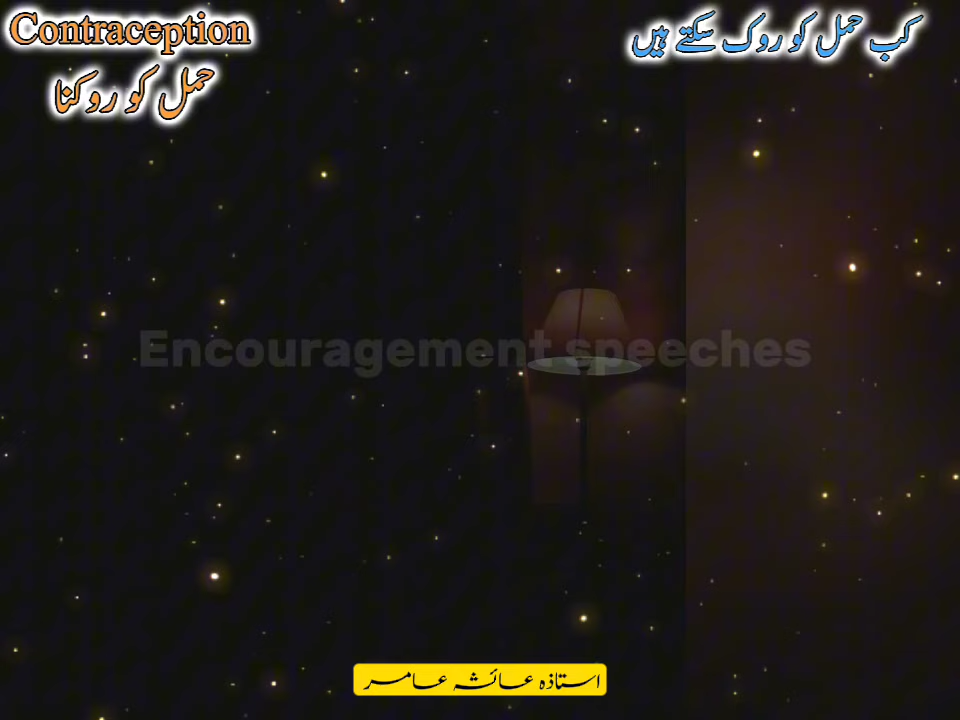 Contraception
حمل کو روکنا
کب حمل کو روک سکتے ہیں
Encouragement speeches
استاذہ عائشہ عامر